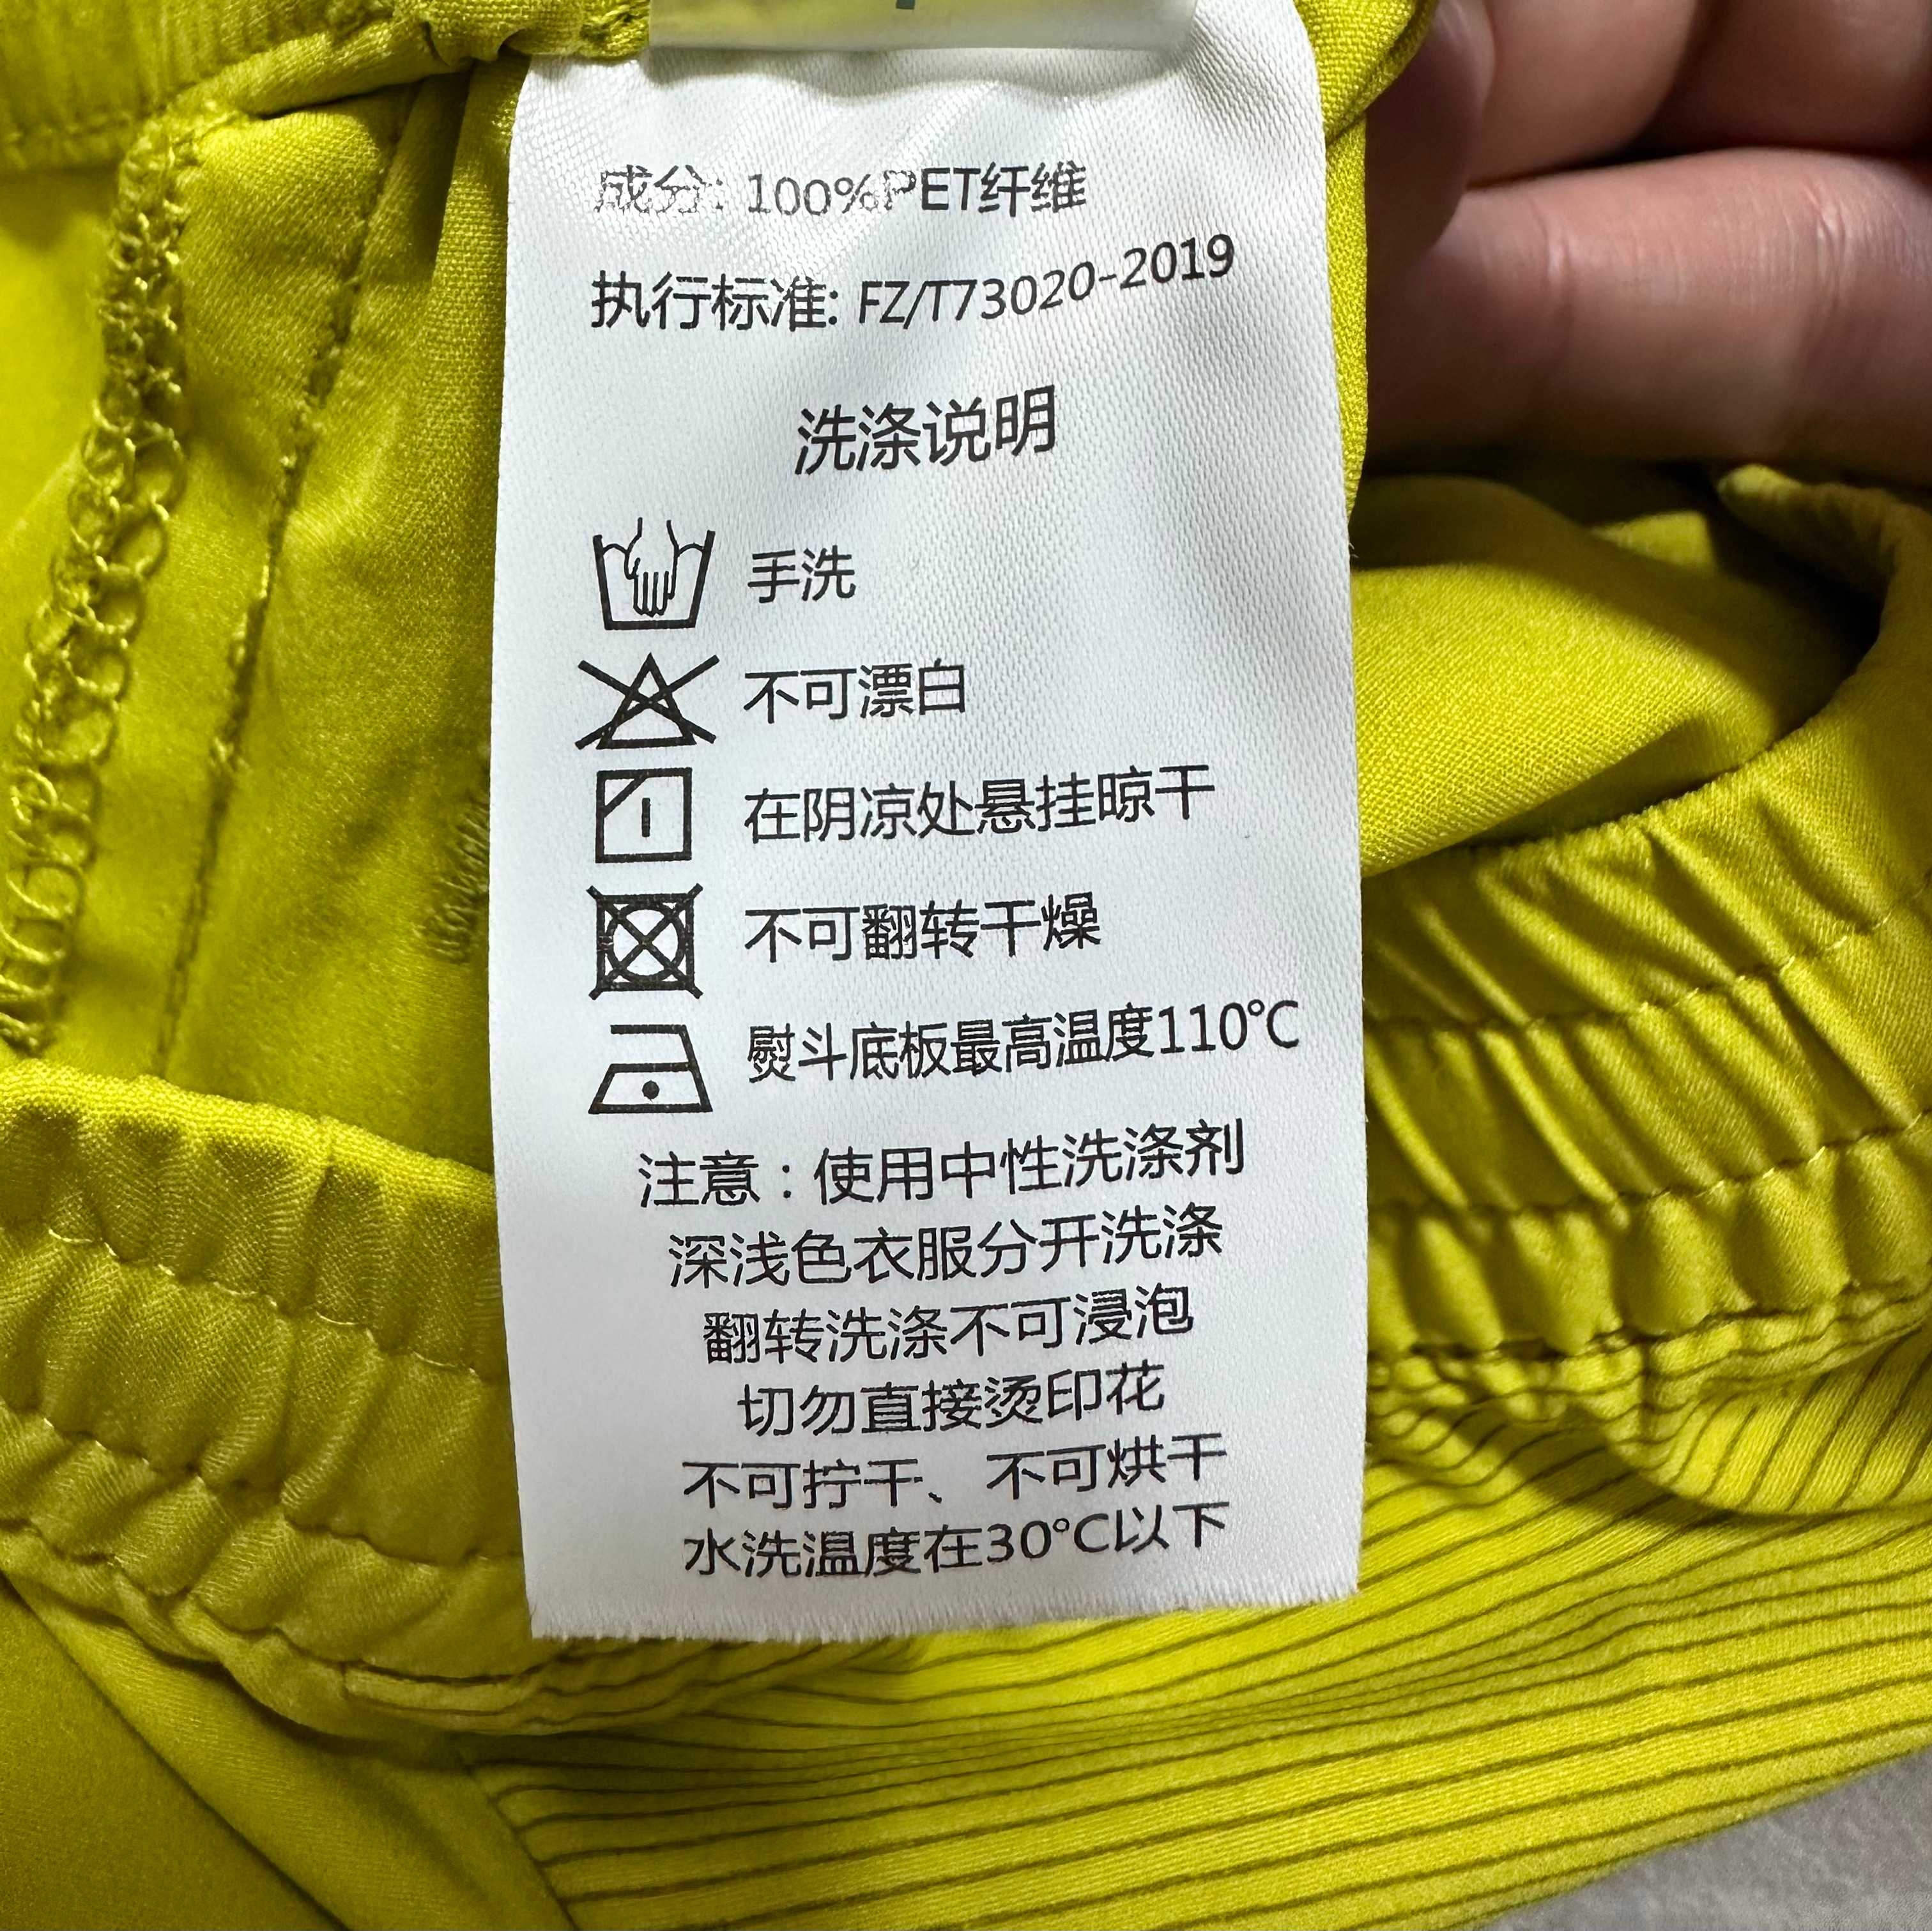 成分: 100%PET纤维
执行标准: FZ/T73020-2019
洗涤说明
手洗
不可漂白
在阴凉处悬挂晾干
不可翻转干燥
熨斗底板最高温度110℃
注意：使用中性洗涤剂
深浅色衣服分开洗涤
翻转洗涤不可浸泡
切勿直接烫印花
不可拧干、不可烘干
水洗温度在30℃以下